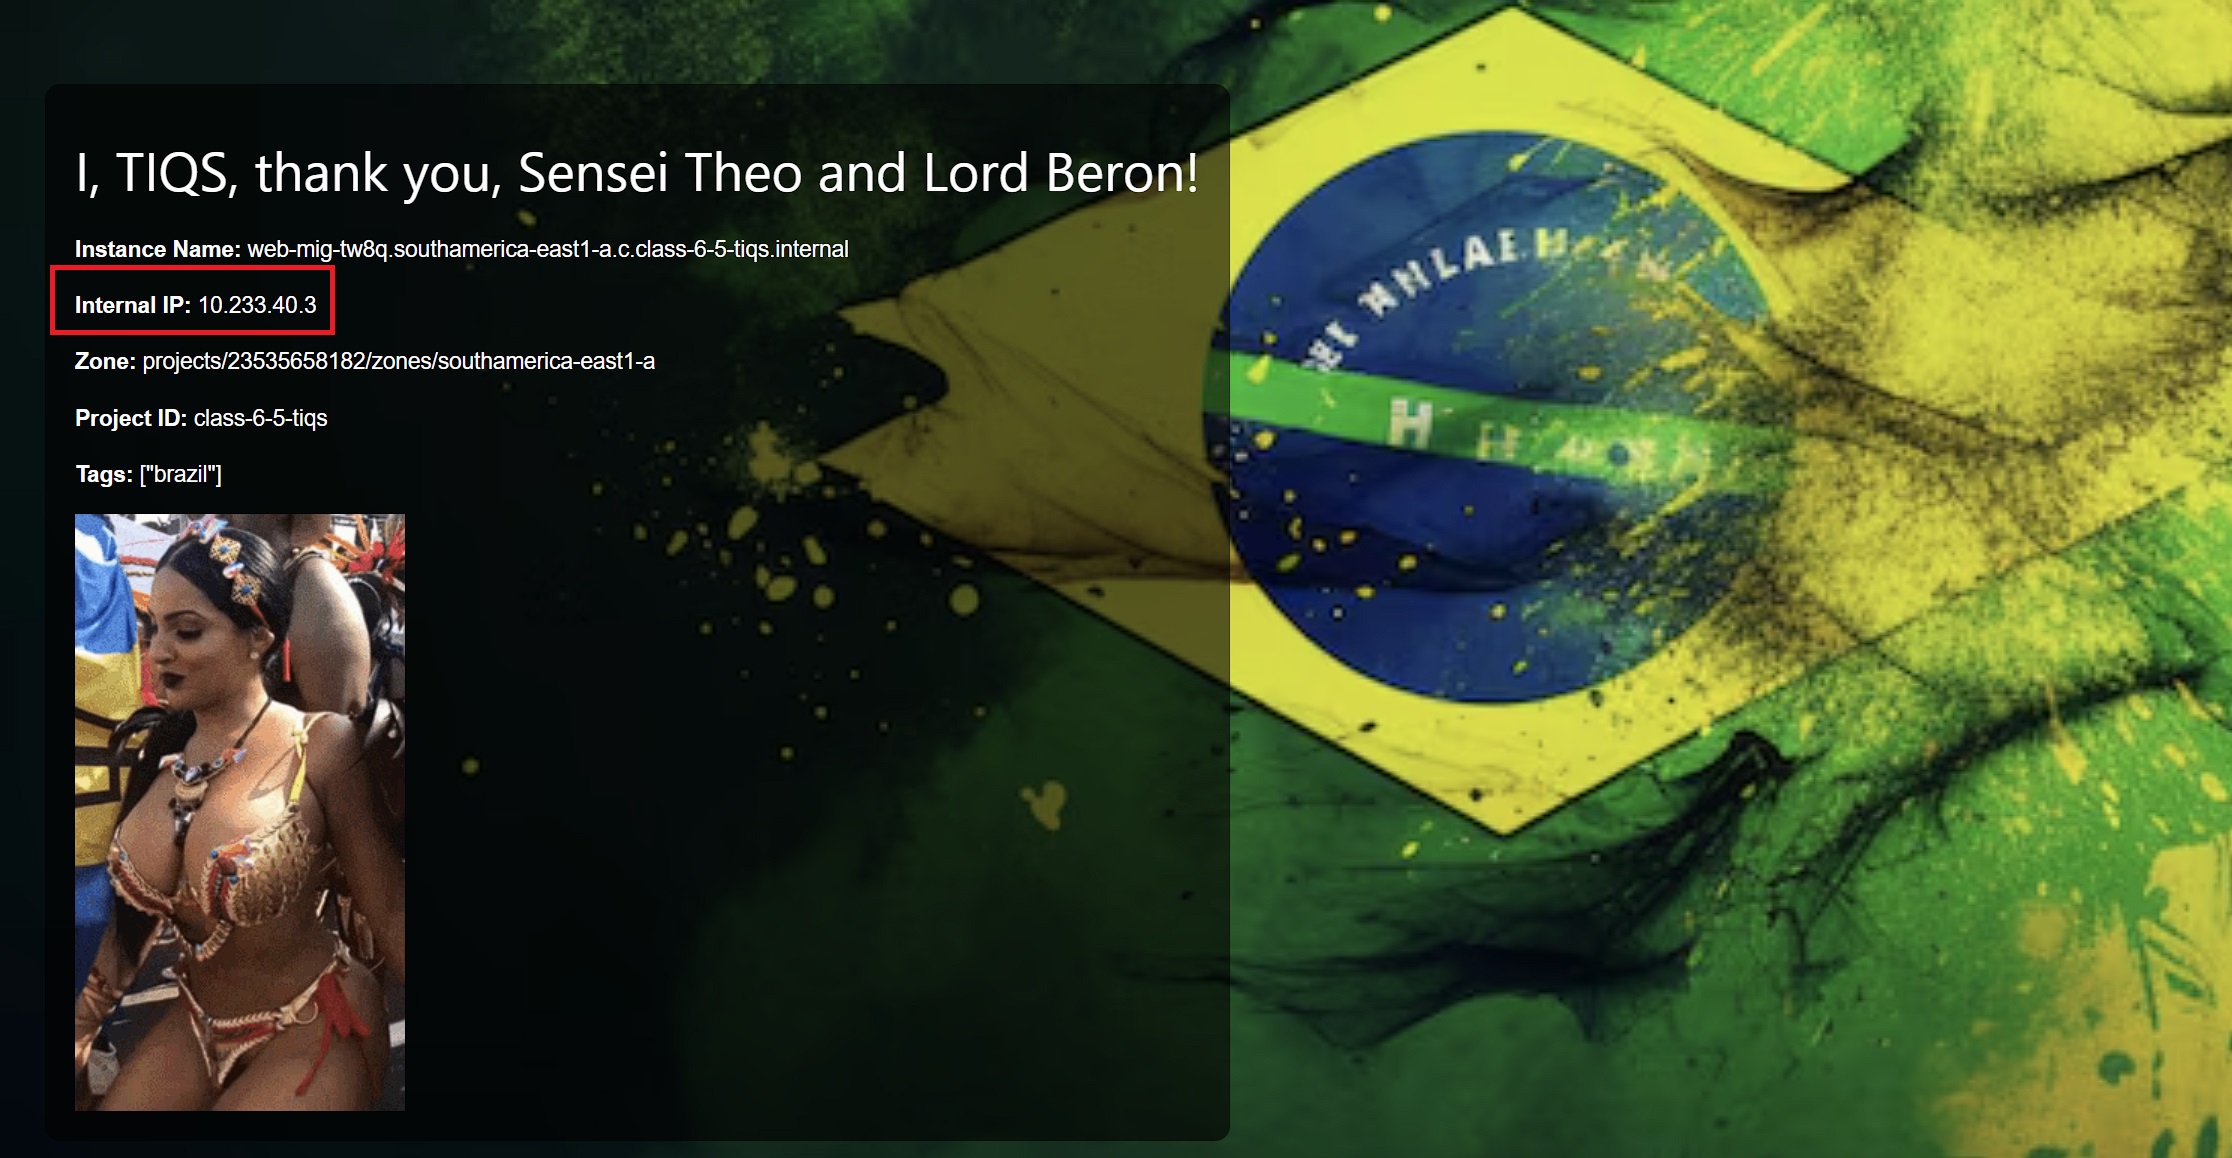 I, TIQS, thank you, Sensei Theo and Lord Beron!
Instance Name: web-mig-tw8q.southamerica-east1-a.c.class-6-5-tiqs.internal
Internal IP: 10.233.40.3
Zone: projects/23535658182/zones/southamerica-east1-a
Project ID: class-6-5-tiqs
Tags: ["brazil"]